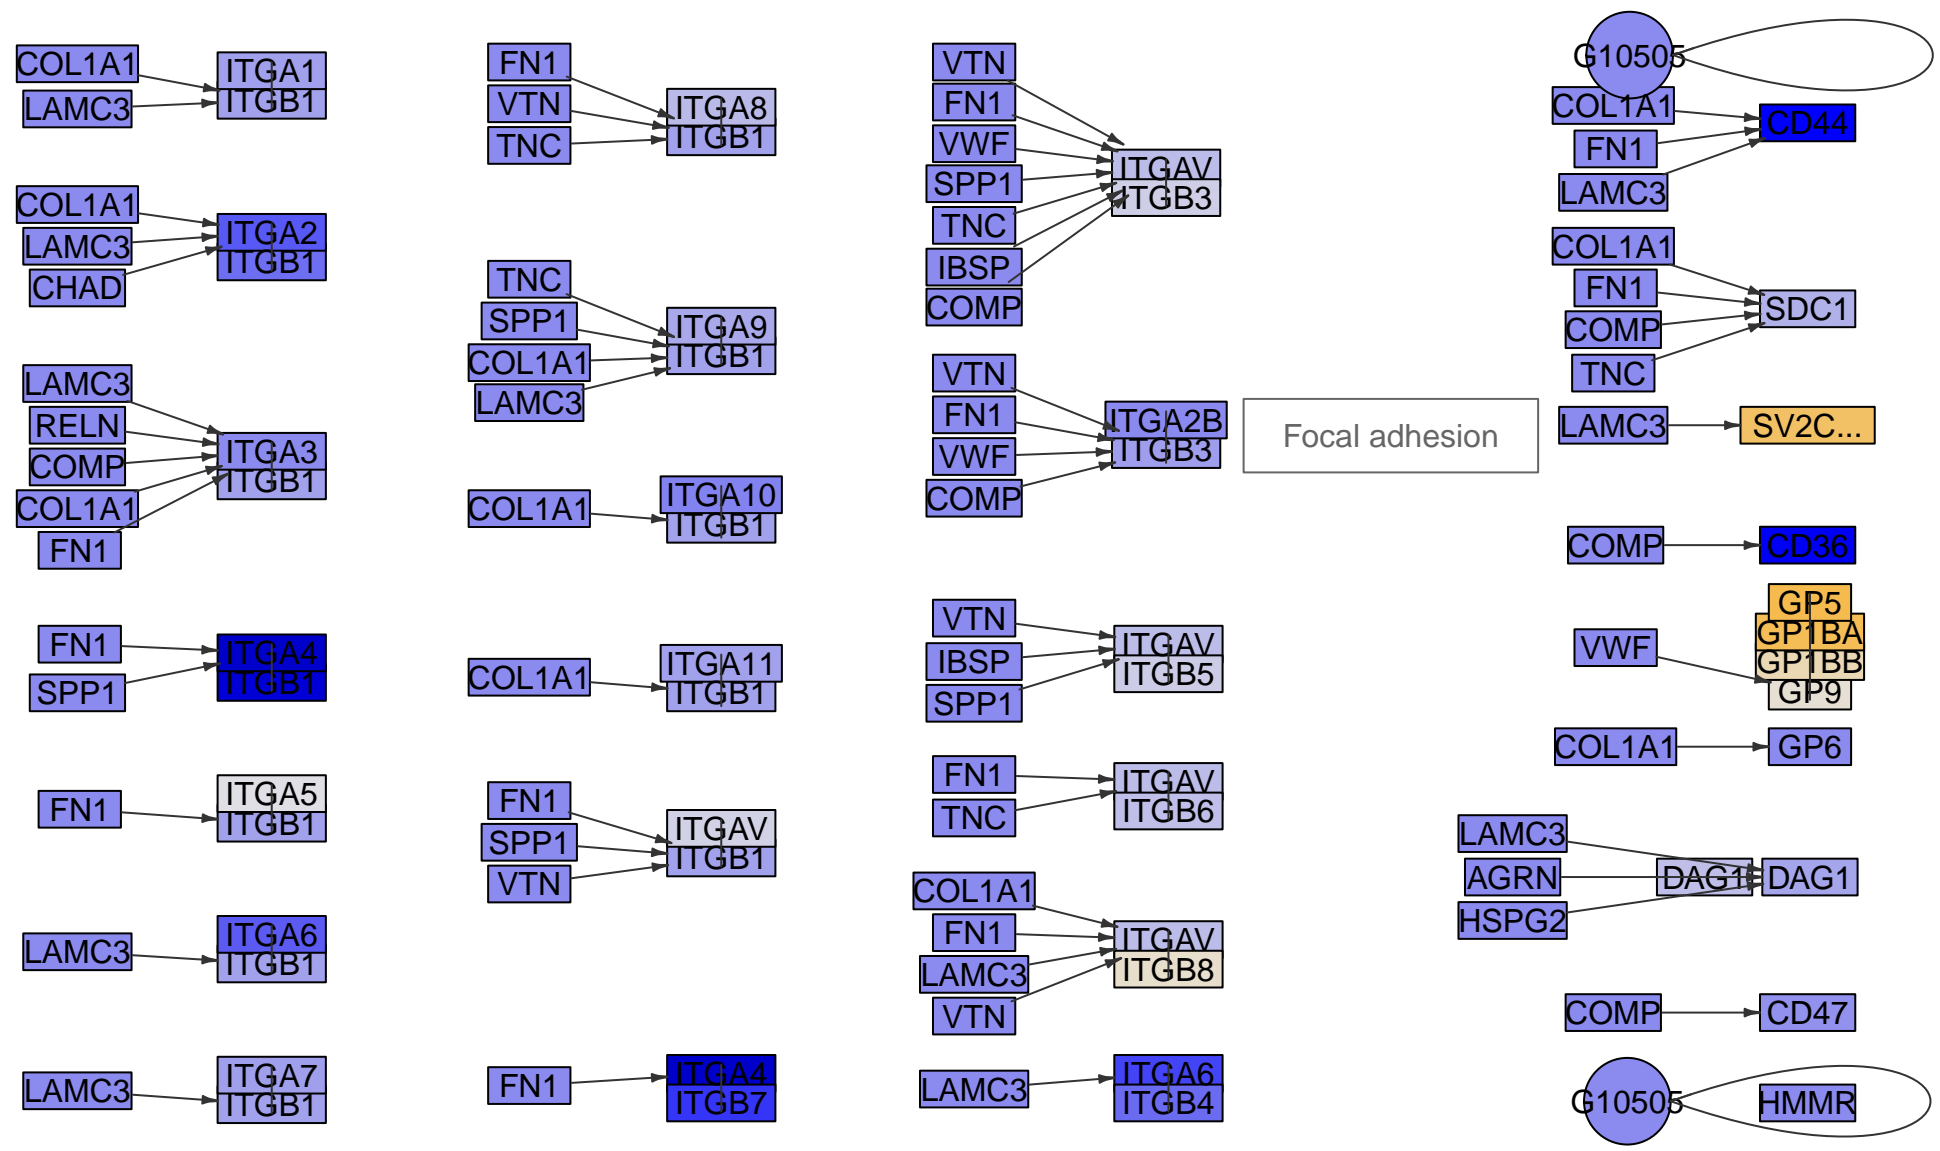 COL1A1
LAMC3
ITGA1
ITGB1
COL1A1
LAMC3
CHAD
ITGA2
ITGB1
LAMC3
RELN
COMP
COL1A1
FN1
ITGA3
ITGB1
FN1
SPP1
ITGA4
ITGB1
FN1
ITGA5
ITGB1
LAMC3
ITGA6
ITGB1
LAMC3
ITGA7
ITGB1
FN1
VTN
TNC
ITGA8
ITGB1
TNC
SPP1
COL1A1
LAMC3
ITGA9
ITGB1
COL1A1
ITGA10
ITGB1
COL1A1
ITGA11
ITGB1
FN1
SPP1
VTN
ITGAV
ITGB1
FN1
ITGA4
ITGB7
VTN
FN1
VWF
SPP1
TNC
IBSP
COMP
ITGAV
ITGB3
VTN
FN1
VWF
COMP
ITGA2B
ITGB3
Focal adhesion
VTN
IBSP
SPP1
ITGAV
ITGB5
FN1
TNC
ITGAV
ITGB6
COL1A1
FN1
LAMC3
VTN
ITGAV
ITGB8
LAMC3
ITGA6
ITGB4
G10505
COL1A1
FN1
LAMC3
CD44
COL1A1
FN1
COMP
TNC
SDC1
LAMC3
SV2C...
COMP
CD36
VWF
GP5
GP1BA
GP1BB
GP9
COL1A1
GP6
LAMC3
AGRN
HSPG2
DAG1
DAG1
COMP
CD47
G10505
HMMR